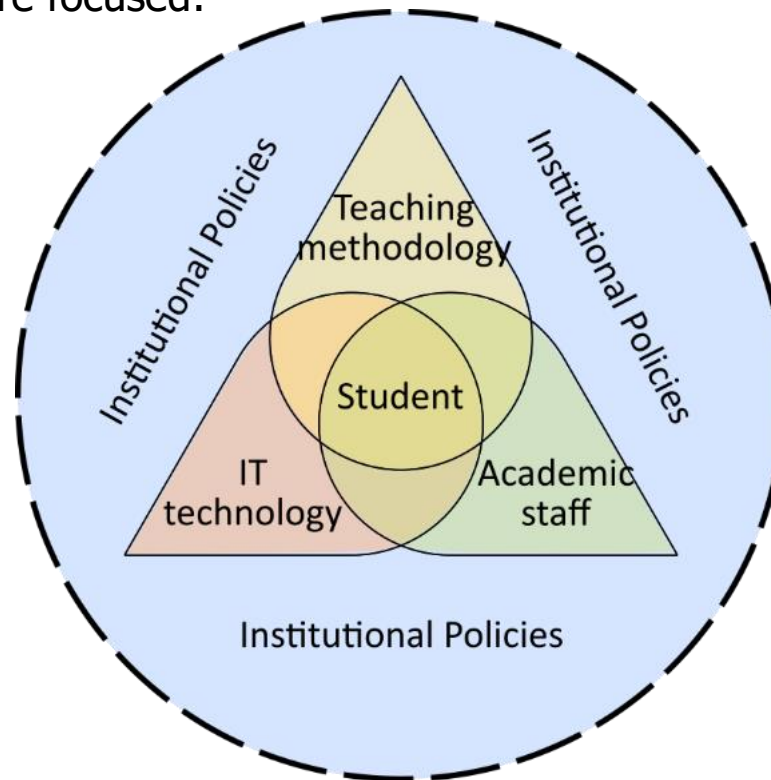 re focused.
Institutional Policies
Institutional Policies
Teaching
methodology
Student
IT
technology
Academic
staff
Institutional Policies